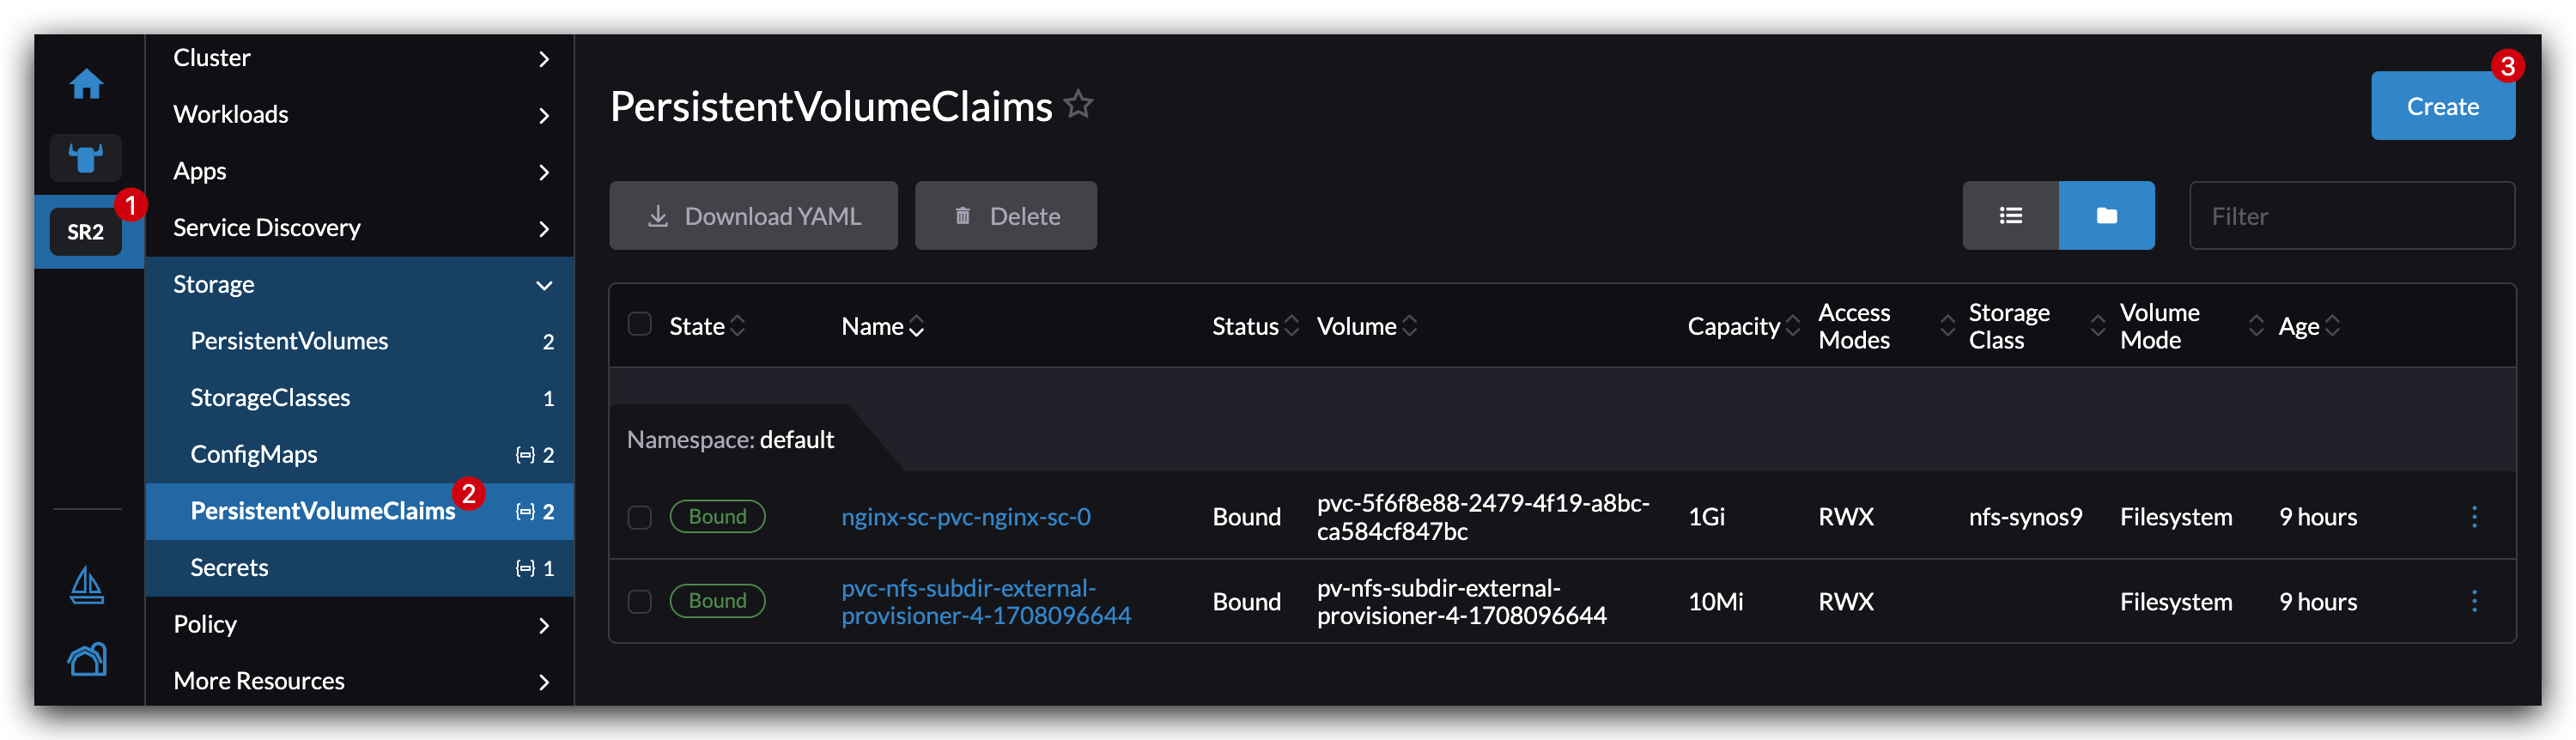 1
SR2
Cluster
Workloads
Apps
Service Discovery
Storage
PersistentVolumes 2
StorageClasses 1
ConfigMaps 2
PersistentVolumeClaims 2 2
Secrets 1
Policy
More Resources
PersistentVolumeClaims
3
Create
Download YAML Delete
Filter
State Name Status Volume Capacity Access Modes Storage Class Volume Mode Age
Namespace: default
Bound nginx-sc-pvc-nginx-sc-0 Bound pvc-5f6f8e88-2479-4f19-a8bc-
ca584cf847bc 1Gi RWX nfs-synos9 Filesystem 9 hours
Bound pvc-nfs-subdir-external-
provisioner-4-1708096644 Bound pv-nfs-subdir-external-
provisioner-4-1708096644 10Mi RWX Filesystem 9 hours